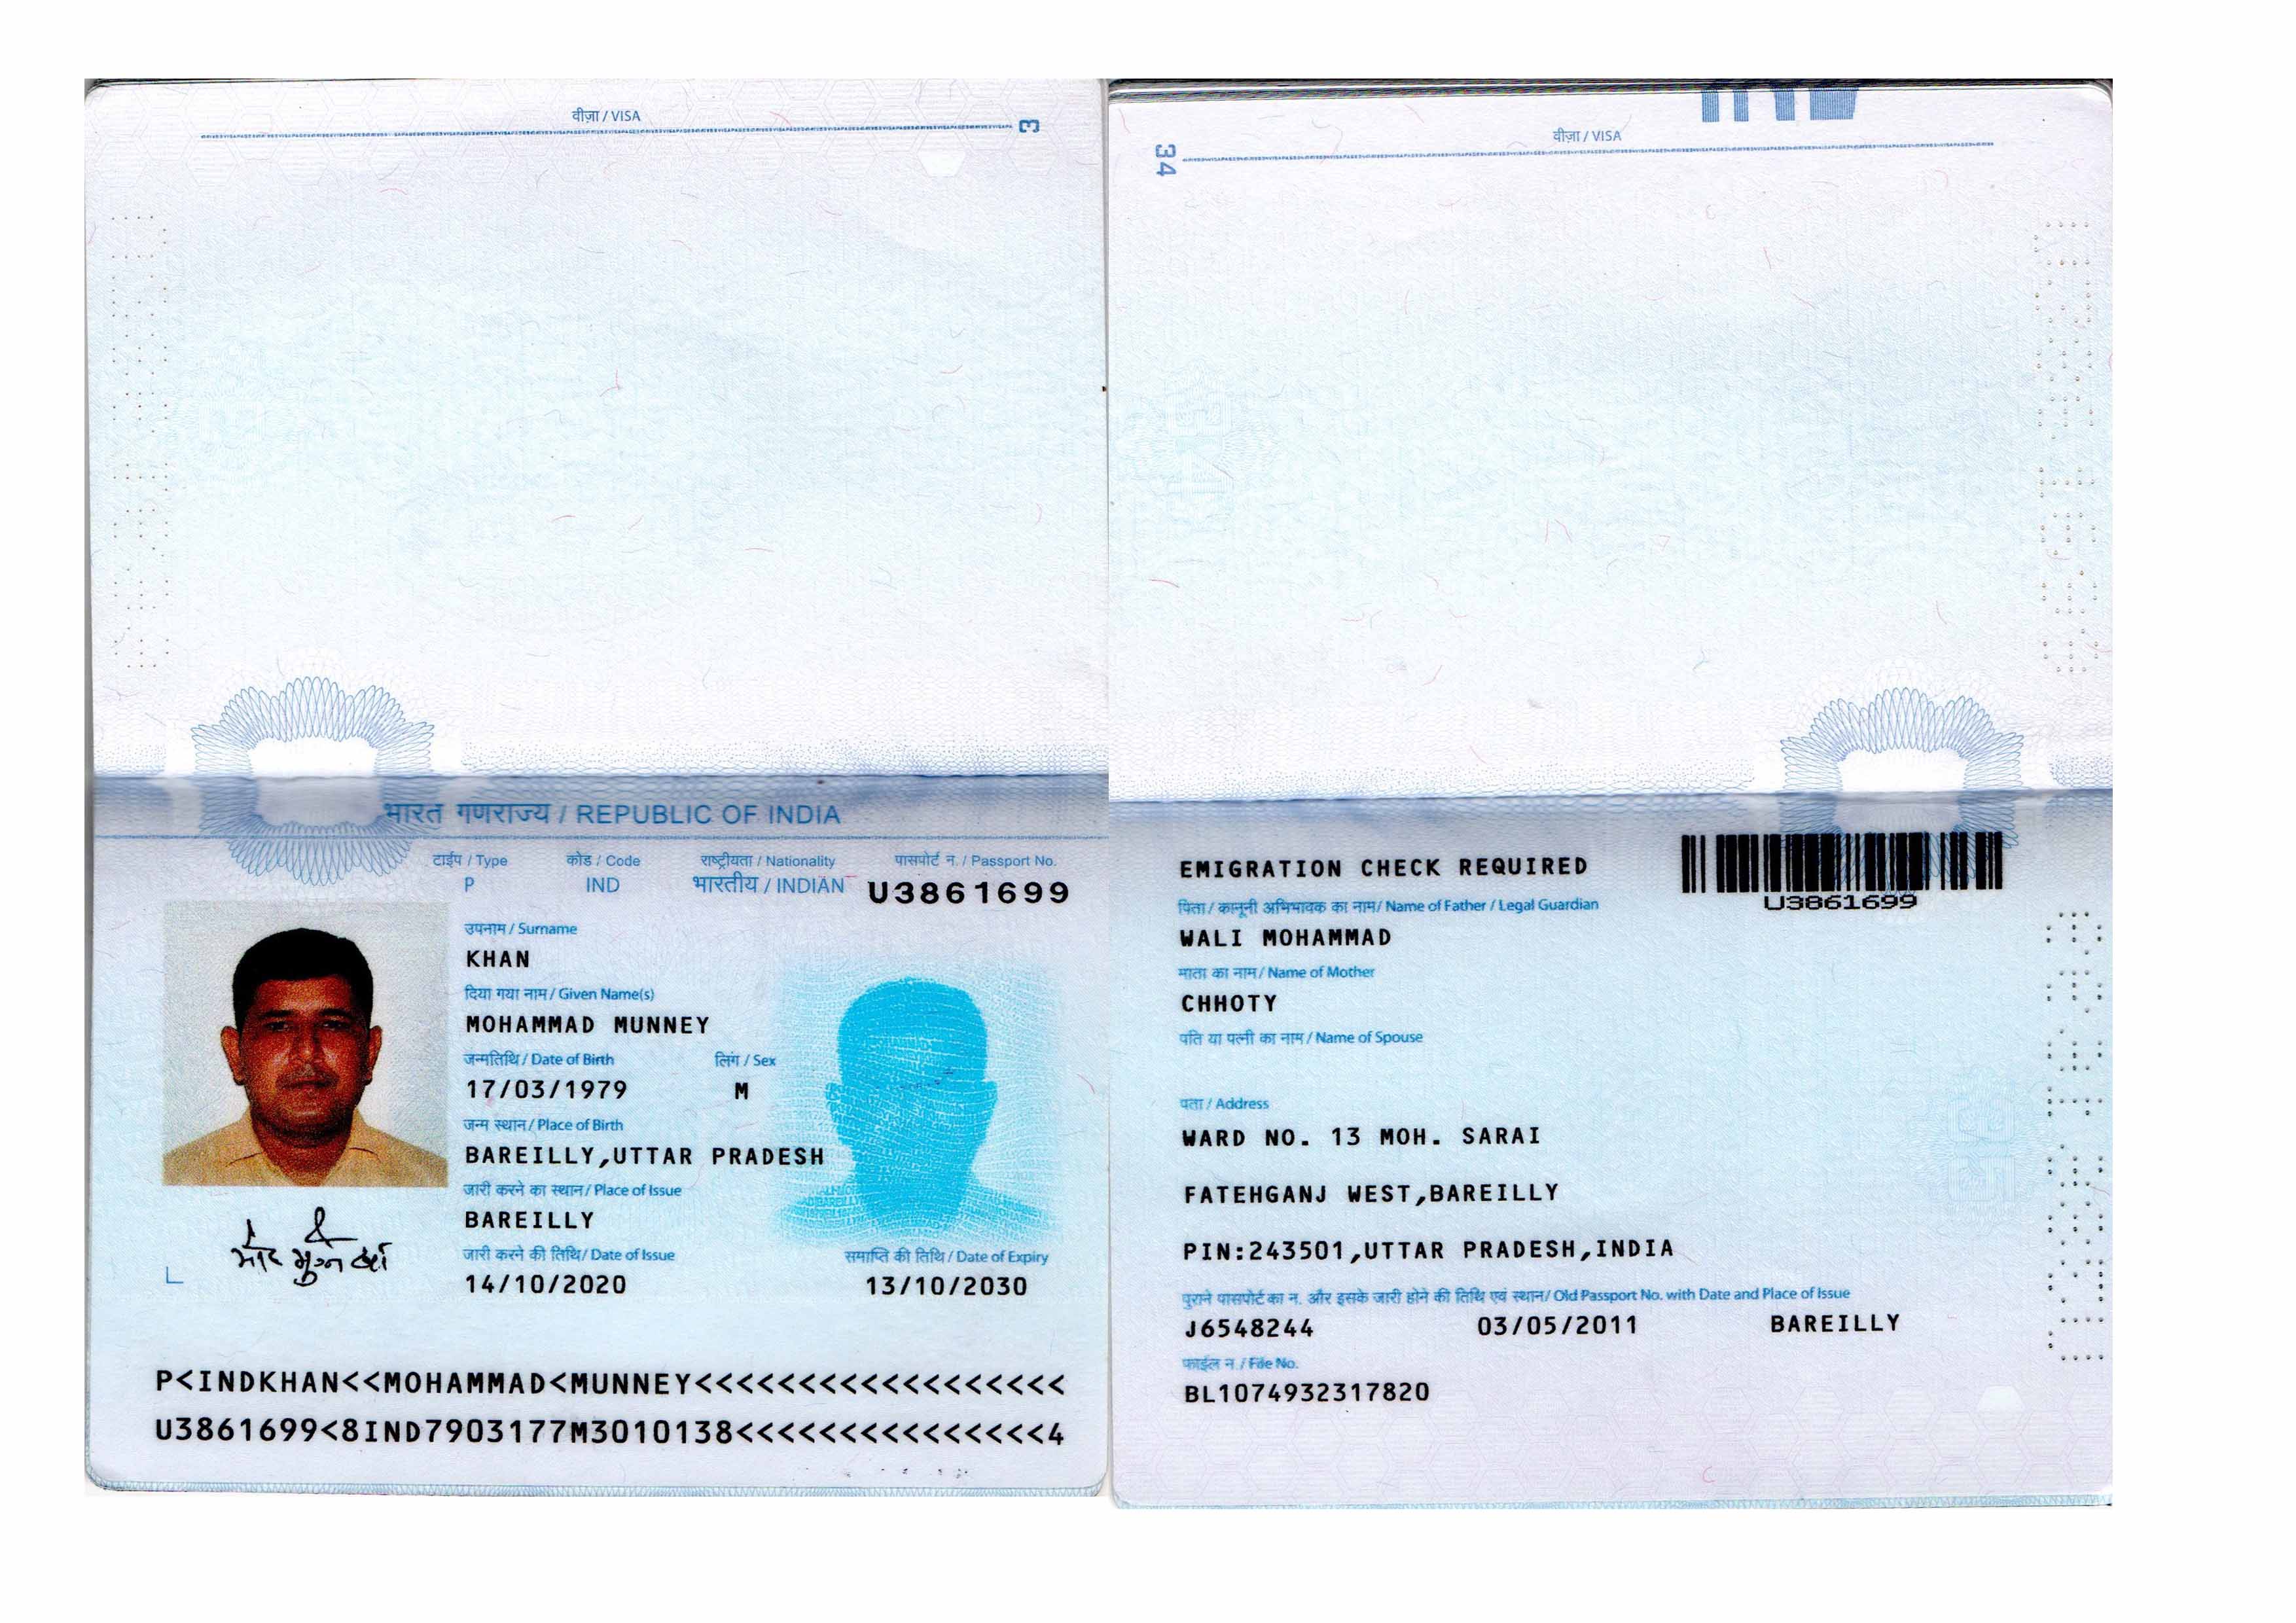 वीज़ा / VISA
3
भारत गणराज्य / REPUBLIC OF INDIA
टाईप / Type
कोड / Code
राष्ट्रीयता / Nationality
पासपोर्ट न. / Passport No.
P
IND
भारतीय / INDIAN
U3861699
उपनाम / Surname
KHAN
दिया गया नाम / Given Name(s)
MOHAMMAD MUNNEY
जन्मतिथि / Date of Birth
लिंग / Sex
17/03/1979
M
जन्म स्थान / Place of Birth
BAREILLY,UTTAR PRADESH
जारी करने का स्थान / Place of Issue
BAREILLY
जारी करने की तिथि / Date of Issue
समाप्ति की तिथि / Date of Expiry
14/10/2020
13/10/2030
P<INDKHAN<<MOHAMMAD<MUNNEY<<<<<<<<<<<<<<<<<<
U3861699<8IND7903177M3010138<<<<<<<<<<<<<<<4
वीज़ा / VISA
34
EMIGRATION CHECK REQUIRED
U3861699
पिता / कानूनी अभिभावक का नाम / Name of Father / Legal Guardian
WALI MOHAMMAD
माता का नाम / Name of Mother
CHHOTY
पति या पत्नी का नाम / Name of Spouse
पता / Address
WARD NO. 13 MOH. SARAI
FATEHGANJ WEST,BAREILLY
PIN:243501,UTTAR PRADESH,INDIA
पुराने पासपोर्ट का न. और इसके जारी होने की तिथि एवं स्थान / Old Passport No. with Date and Place of Issue
J6548244
03/05/2011
BAREILLY
फाईल न. / File No.
BL1074932317820